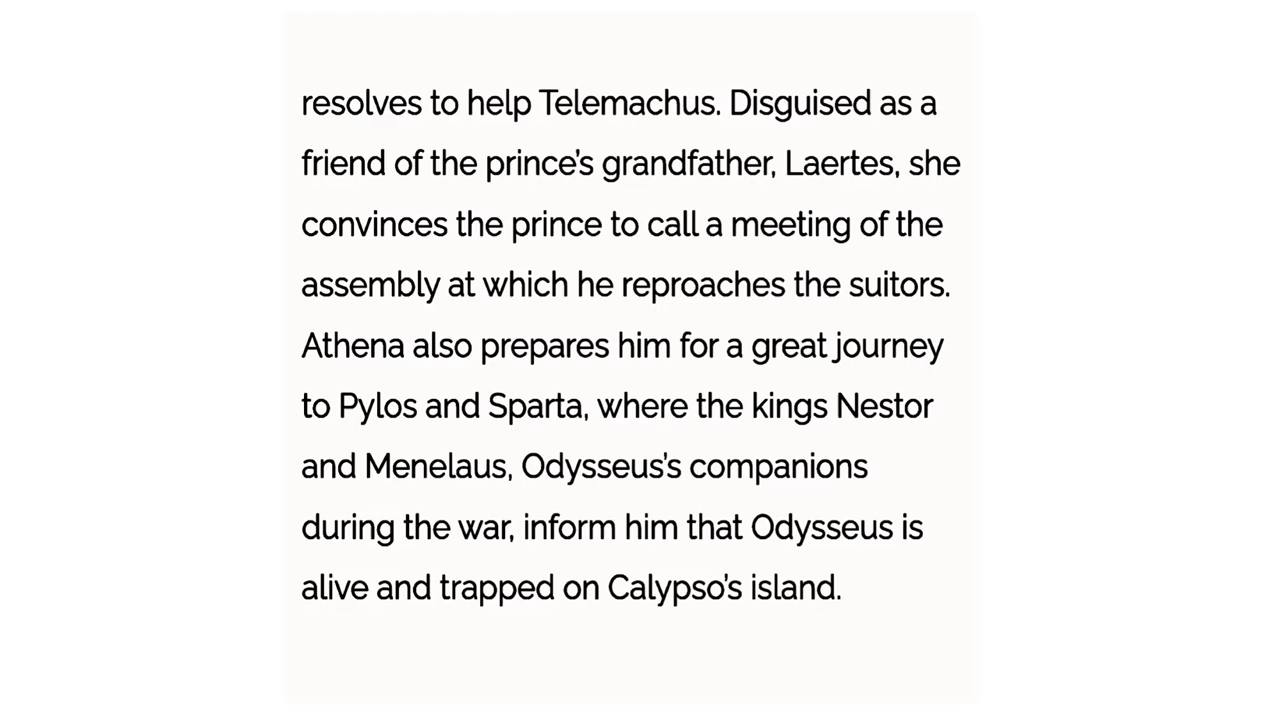 resolves to help Telemachus. Disguised as a
friend of the prince’s grandfather, Laertes, she
convinces the prince to call a meeting of the
assembly at which he reproaches the suitors.
Athena also prepares him for a great journey
to Pylos and Sparta, where the kings Nestor
and Menelaus, Odysseus’s companions
during the war, inform him that Odysseus is
alive and trapped on Calypso’s island.